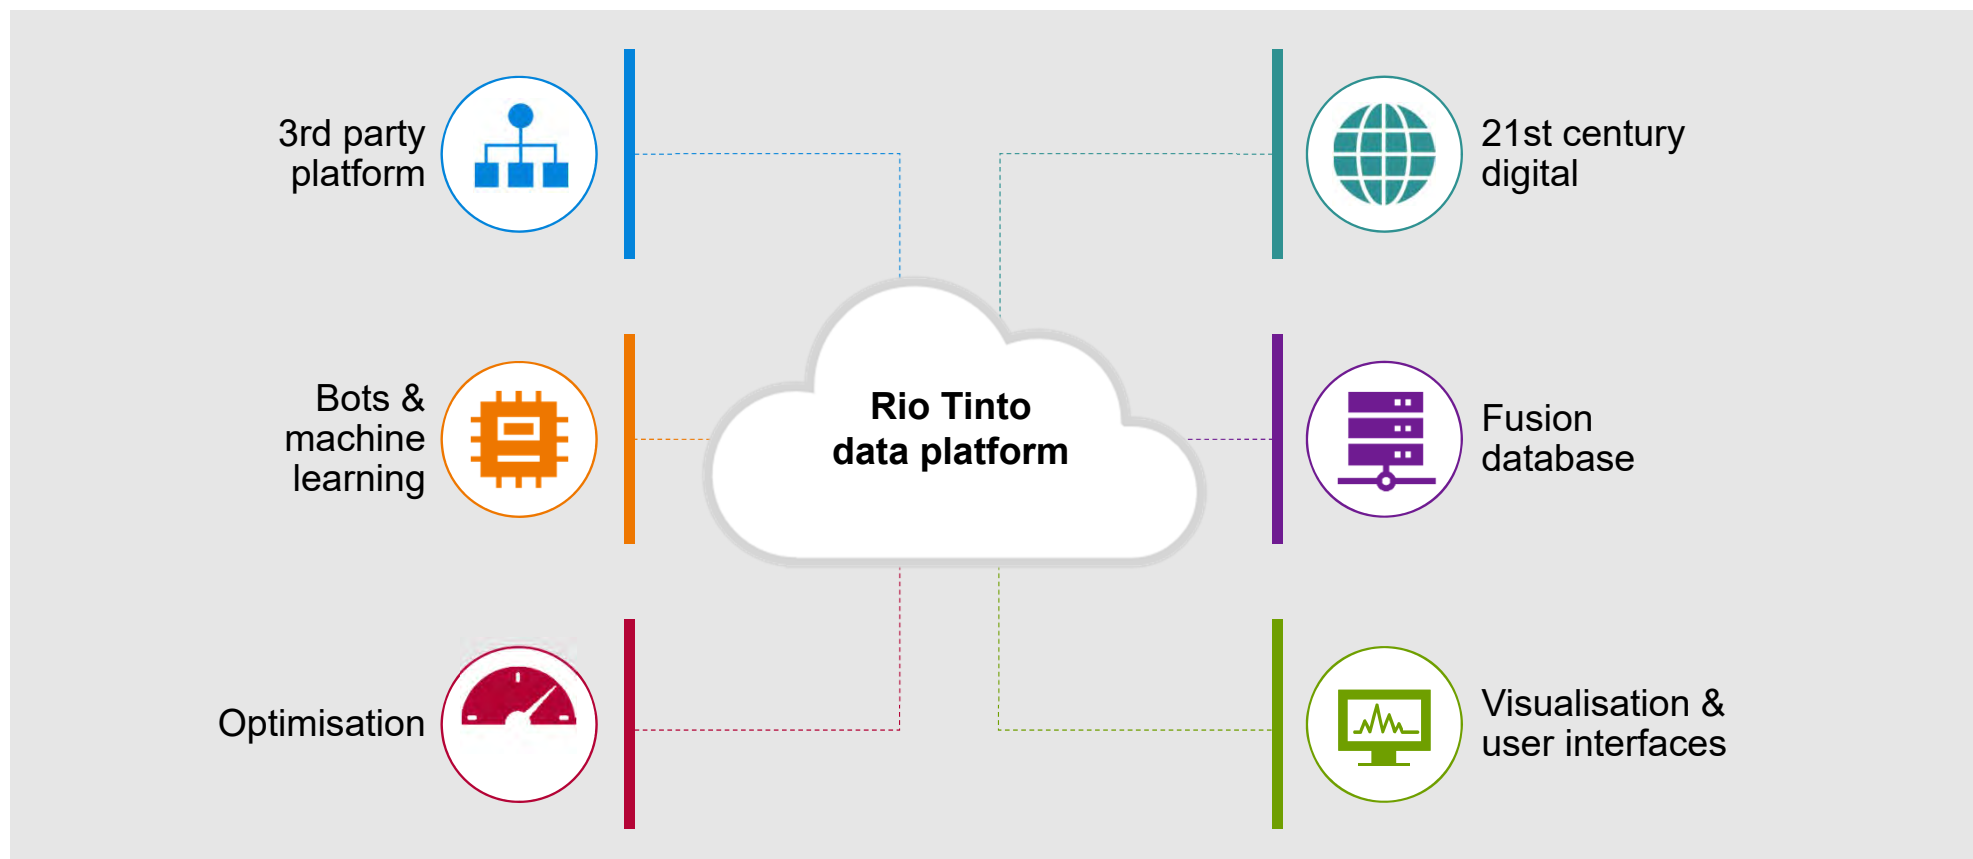 3rd party
platform
21st century
digital
Bots &
machine
learning
Rio Tinto
data platform
Fusion
database
Optimisation
Visualisation &
user interfaces